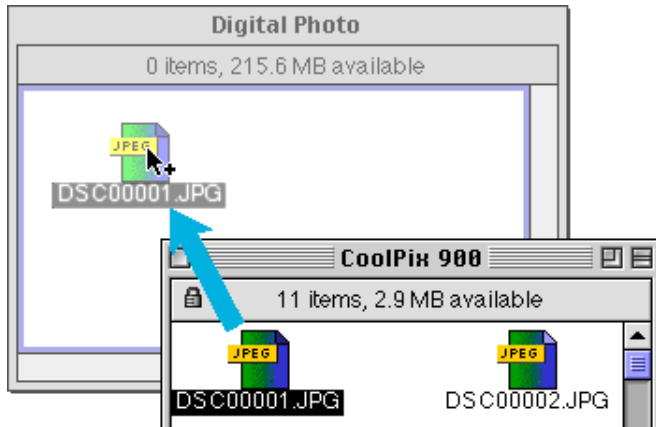 Digital Photo
0 items, 215.6 MB available
JPEG
DSC00001.JPG
CoolPix 900
11 items, 2.9 MB available
JPEG
JPEG
DSC00001.JPG
DSC00002.JPG